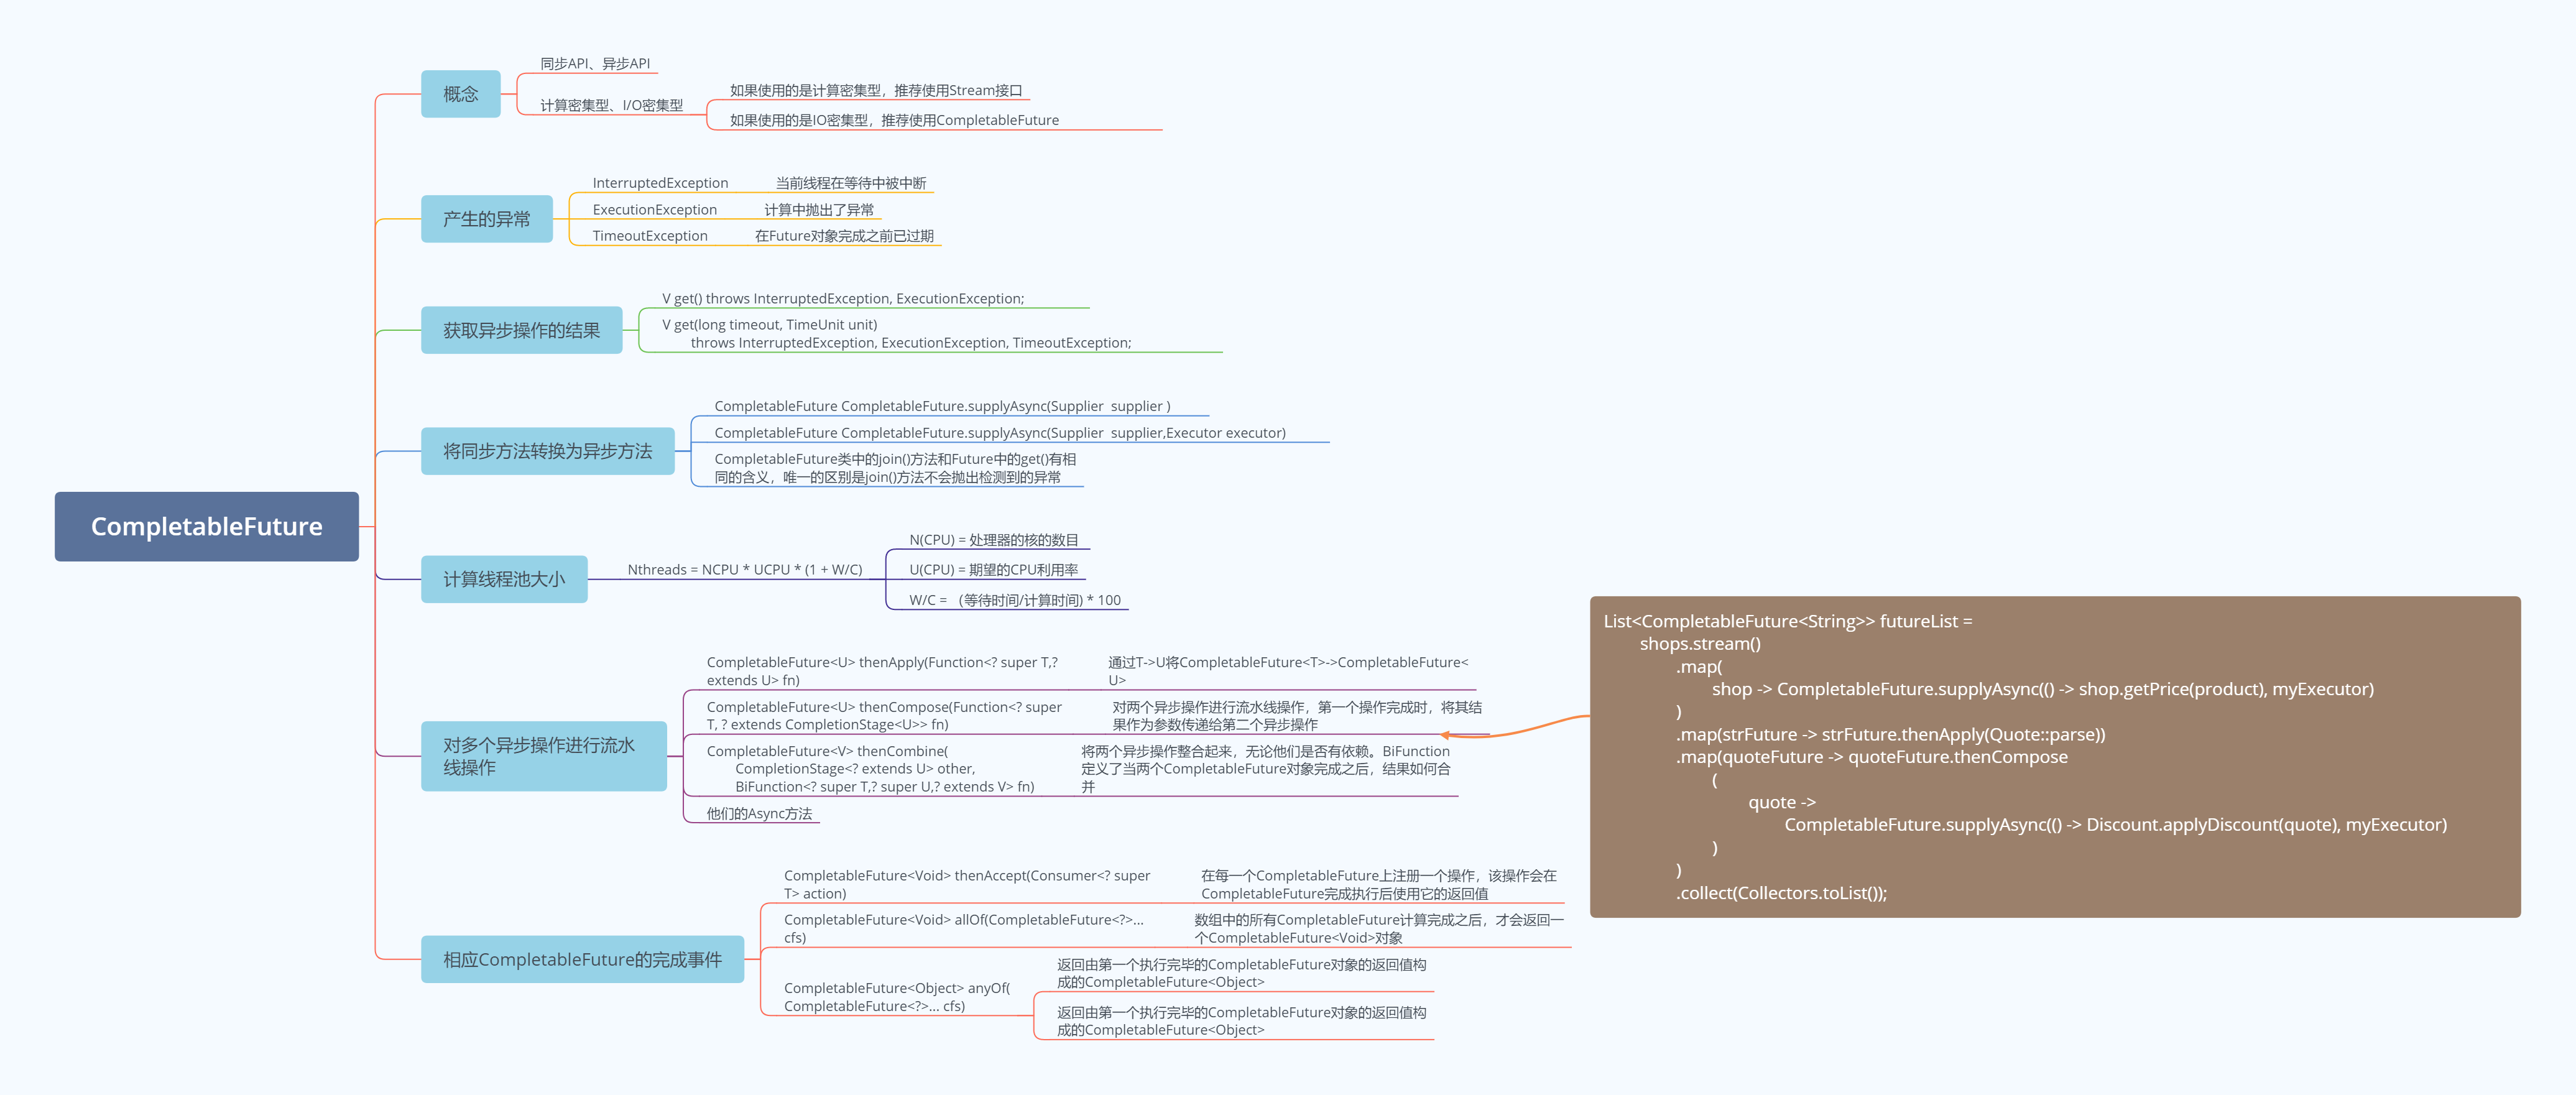 CompletableFuture
概念
同步API、异步API
计算密集型、I/O密集型
如果使用的是计算密集型，推荐使用Stream接口
如果使用的是IO密集型，推荐使用CompletableFuture
产生的异常
InterruptedException
当前线程在等待中被中断
ExecutionException
计算中抛出了异常
TimeoutException
在Future对象完成之前已过期
获取异步操作的结果
V get() throws InterruptedException, ExecutionException;
V get(long timeout, TimeUnit unit)
throws InterruptedException, ExecutionException, TimeoutException;
将同步方法转换为异步方法
CompletableFuture CompletableFuture.supplyAsync(Supplier  supplier )
CompletableFuture CompletableFuture.supplyAsync(Supplier  supplier,Executor executor)
CompletableFuture类中的join()方法和Future中的get()有相
同的含义，唯一的区别是join()方法不会抛出检测到的异常
计算线程池大小
Nthreads = NCPU * UCPU * (1 + W/C)
N(CPU) = 处理器的核的数目
U(CPU) = 期望的CPU利用率
W/C = （等待时间/计算时间) * 100
对多个异步操作进行流水
线操作
CompletableFuture<U> thenApply(Function<? super T,?
extends U> fn)
通过T->U将CompletableFuture<T>->CompletableFuture<
U>
CompletableFuture<U> thenCompose(Function<? super
T, ? extends CompletionStage<U>> fn)
对两个异步操作进行流水线操作，第一个操作完成时，将其结
果作为参数传递给第二个异步操作
CompletableFuture<V> thenCombine(
CompletionStage<? extends U> other,
BiFunction<? super T,? super U,? extends V> fn)
将两个异步操作整合起来，无论他们是否有依赖。BiFunction
定义了当两个CompletableFuture对象完成之后，结果如何合
并
他们的Async方法
List<CompletableFuture<String>> futureList =
shops.stream()
.map(
shop -> CompletableFuture.supplyAsync(() -> shop.getPrice(product), myExecutor)
)
.map(strFuture -> strFuture.thenApply(Quote::parse))
.map(quoteFuture -> quoteFuture.thenCompose
(
quote ->
CompletableFuture.supplyAsync(() -> Discount.applyDiscount(quote), myExecutor)
)
)
.collect(Collectors.toList());
相应CompletableFuture的完成事件
CompletableFuture<Void> thenAccept(Consumer<? super
T> action)
在每一个CompletableFuture上注册一个操作，该操作会在
CompletableFuture完成执行后使用它的返回值
CompletableFuture<Void> allOf(CompletableFuture<?>...
cfs)
数组中的所有CompletableFuture计算完成之后，才会返回一
个CompletableFuture<Void>对象
CompletableFuture<Object> anyOf(
CompletableFuture<?>... cfs)
返回由第一个执行完毕的CompletableFuture对象的返回值构
成的CompletableFuture<Object>
返回由第一个执行完毕的CompletableFuture对象的返回值构
成的CompletableFuture<Object>